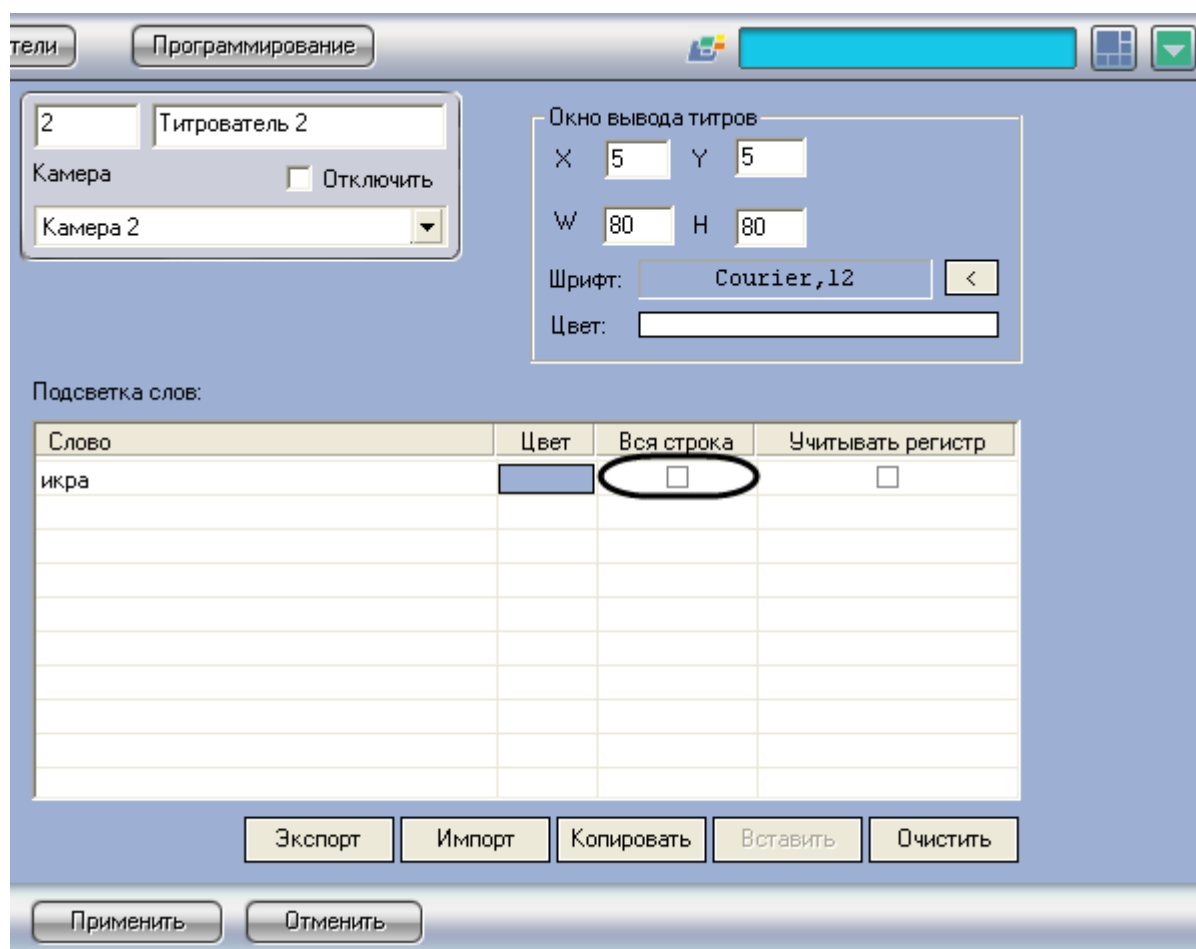 тели Программирование
2 Титрователь 2
Камера Отключить
Камера 2
Окно вывода титров
X 5 Y 5
W 80 H 80
Шрифт: Courier,12 <
Цвет:
Подсветка слов:
Слово Цвет Вся строка Учитывать регистр
икра
Экспорт Импорт Копировать Вставить Очистить
Применить Отменить